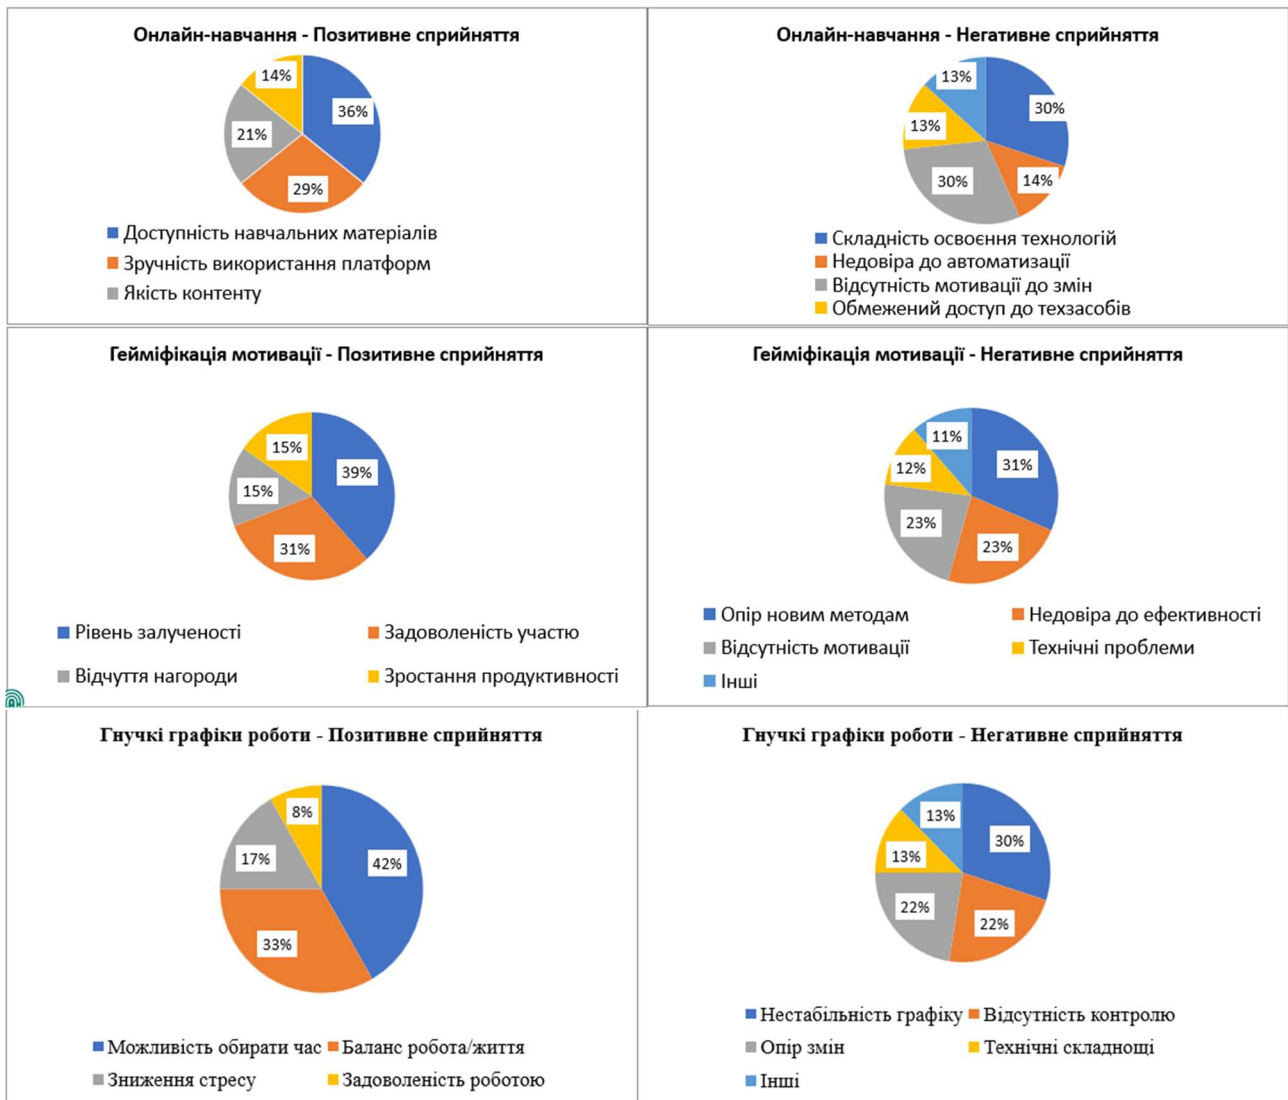 Онлайн-навчання - Позитивне сприйняття
14%
36%
21%
29%
Доступність навчальних матеріалів
Зручність використання платформ
Якість контенту
Онлайн-навчання - Негативне сприйняття
13%
30%
13%
30%
14%
Складність освоєння технологій
Недовіра до автоматизації
Відсутність мотивації до змін
Обмежений доступ до техзасобів
Гейміфікація мотивації - Позитивне сприйняття
15%
39%
15%
31%
Рівень залученості
Задоволеність участю
Відчуття нагороди
Зростання продуктивності
Гейміфікація мотивації - Негативне сприйняття
11%
31%
12%
23%
23%
Опір новим методам
Недовіра до ефективності
Відсутність мотивації
Технічні проблеми
Інші
Гнучкі графіки роботи - Позитивне сприйняття
8%
42%
17%
33%
Можливість обирати час
Баланс робота/життя
Зниження стресу
Задоволеність роботою
Гнучкі графіки роботи - Негативне сприйняття
13%
30%
13%
22%
22%
Нестабільність графіку
Відсутність контролю
Опір змін
Технічні складнощі
Інші